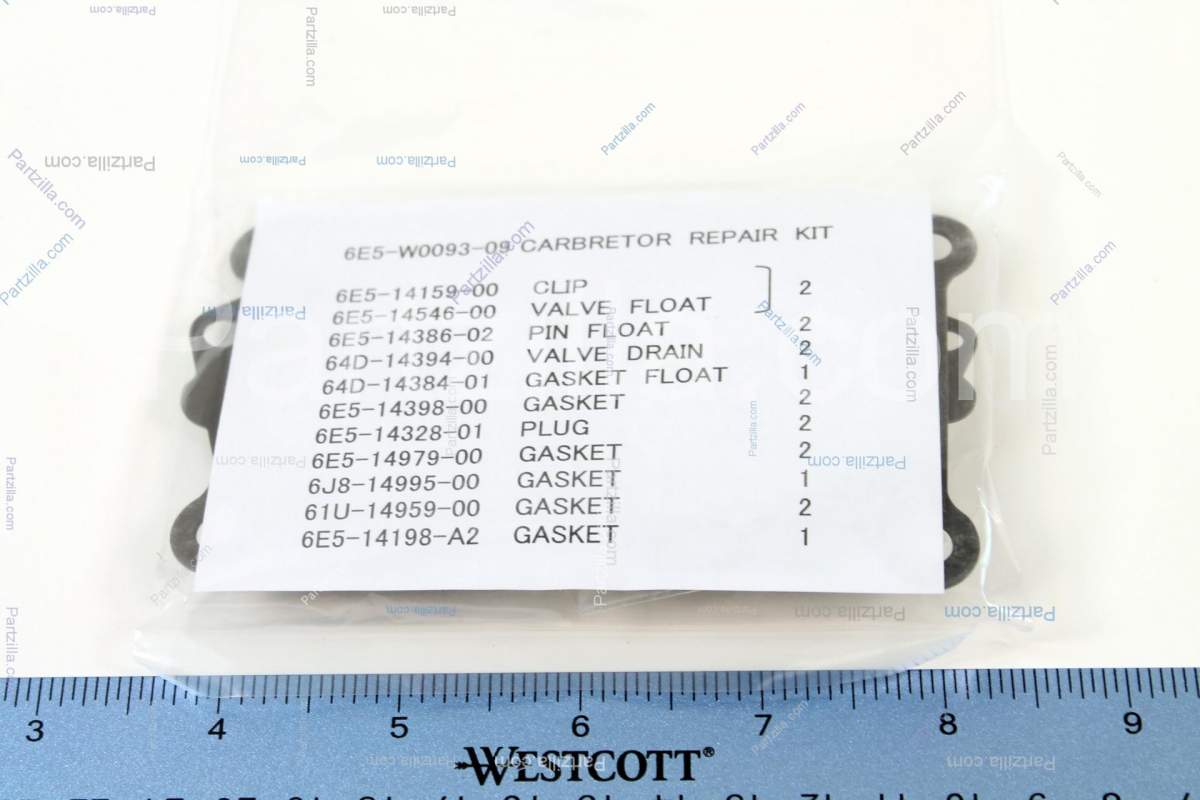 6E5-W0093-09 CARBRETOR REPAIR KIT
6E5-14159-00 CLIP 2
6E5-14546-00 VALVE FLOAT
6E5-14386-02 PIN FLOAT 2
64D-14394-00 VALVE DRAIN 2
64D-14384-01 GASKET FLOAT 1
6E5-14398-00 GASKET 2
6E5-14328-01 PLUG 2
6E5-14979-00 GASKET 2
6J8-14995-00 GASKET 1
61U-14959-00 GASKET 2
6E5-14198-A2 GASKET 1
3 4 5 6 7 8 9
WESTCOTT®
Partzilla.com